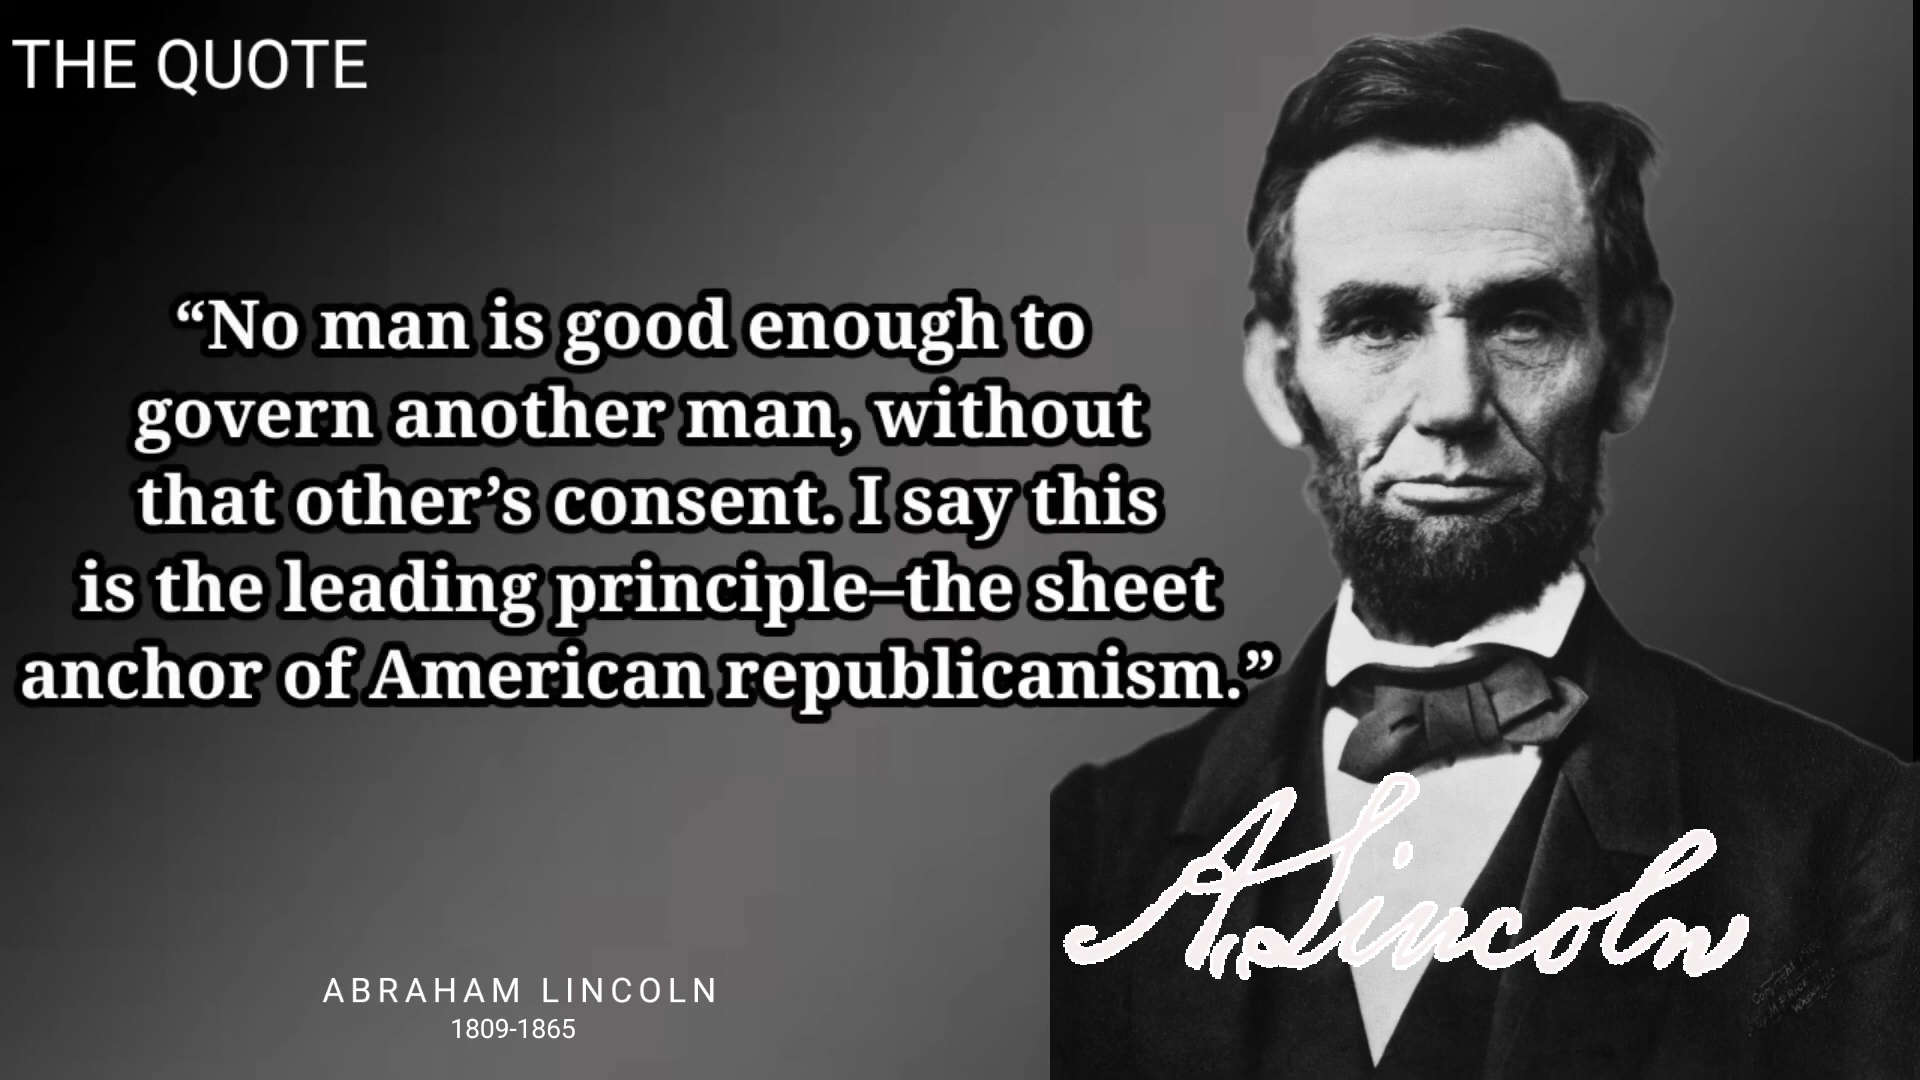 THE QUOTE
“No man is good enough to
govern another man, without
that other’s consent. I say this
is the leading principle–the sheet
anchor of American republicanism.”
A. Lincoln
ABRAHAM LINCOLN
1809-1865